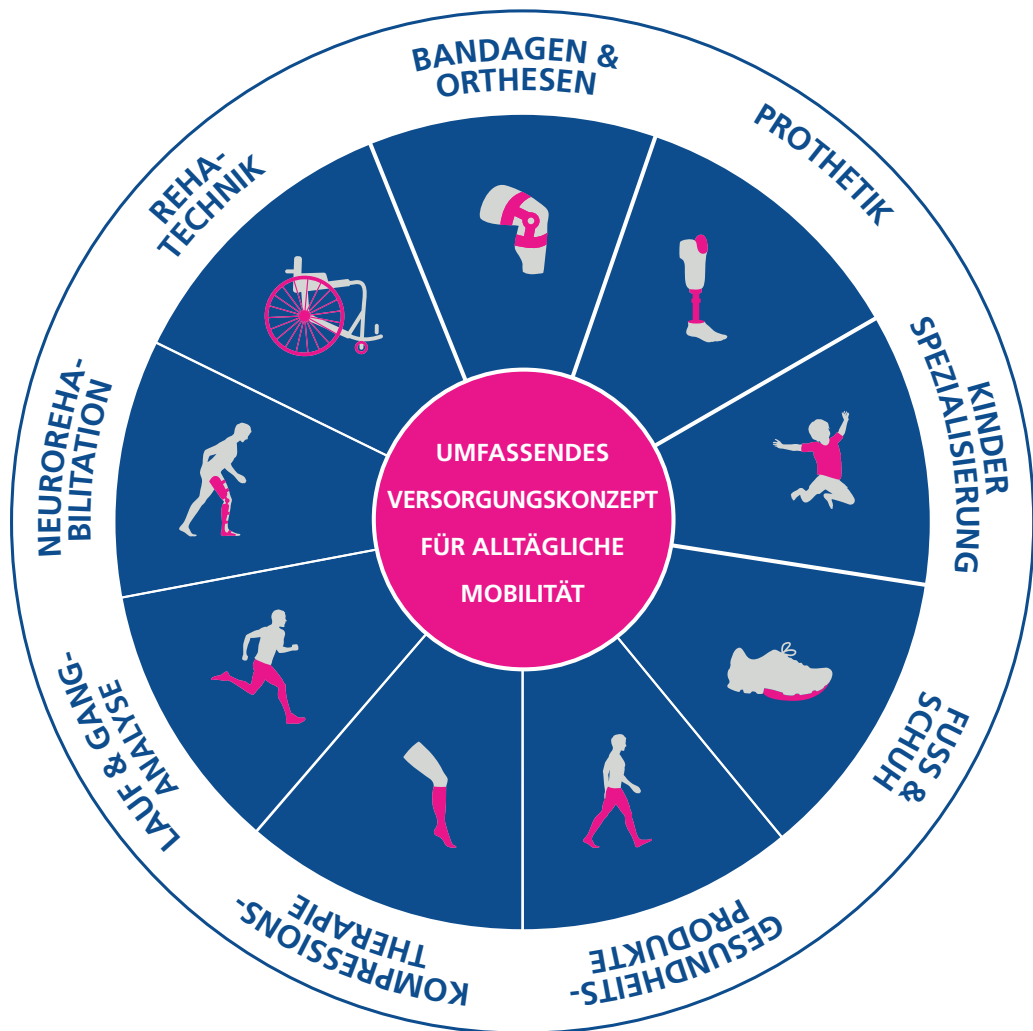 BANDAGEN &
ORTHESEN
PROTHETIK
KINDER
SPEZIALISIERUNG
FUSS &
SCHUH
GESUNDHEITS-
PRODUKTE
KOMPRESSIONS-
THERAPIE
LAUF & GANG-
ANALYSE
NEUROREHA-
BILITATION
REHA-
TECHNIK
UMFASSENDES
VERSORGUNGSKONZEPT
FÜR ALLTÄGLICHE
MOBILITÄT